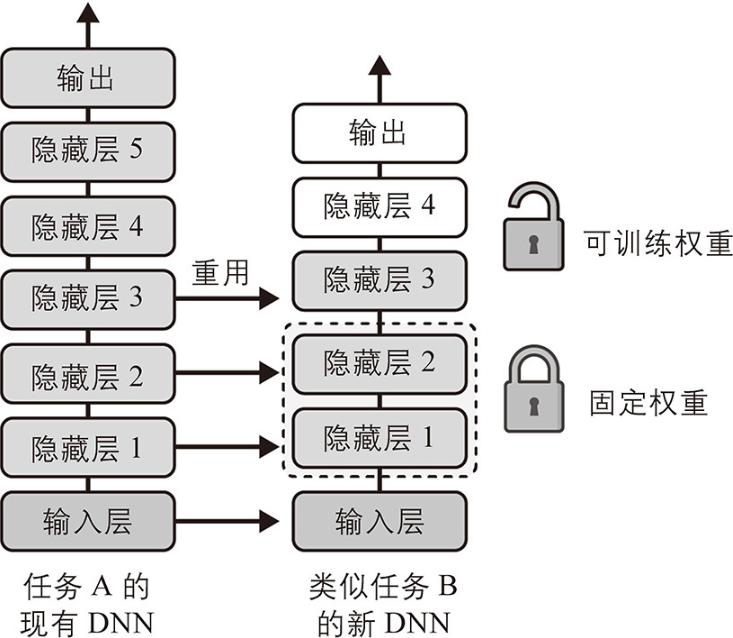 输出
隐藏层 5
隐藏层 4
隐藏层 3
隐藏层 2
隐藏层 1
输入层
任务 A 的
现有 DNN
重用
输出
隐藏层 4
隐藏层 3
隐藏层 2
隐藏层 1
输入层
类似任务 B
的新 DNN
可训练权重
固定权重